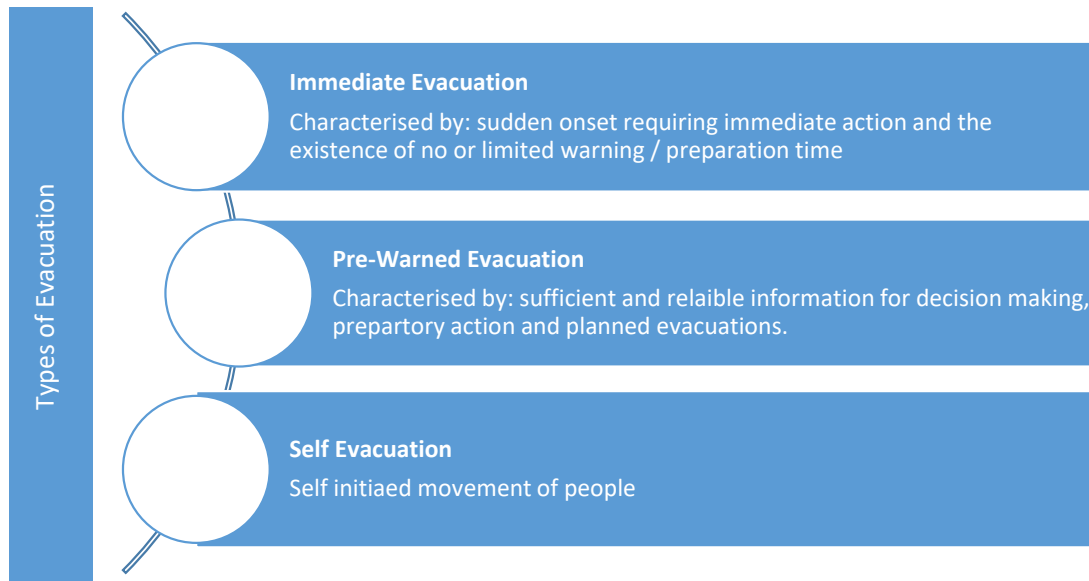 Types of Evacuation
Immediate Evacuation
Characterised by: sudden onset requiring immediate action and the
existence of no or limited warning / preparation time
Pre-Warned Evacuation
Characterised by: sufficient and relaible information for decision making,
prepartory action and planned evacuations.
Self Evacuation
Self initiaed movement of people